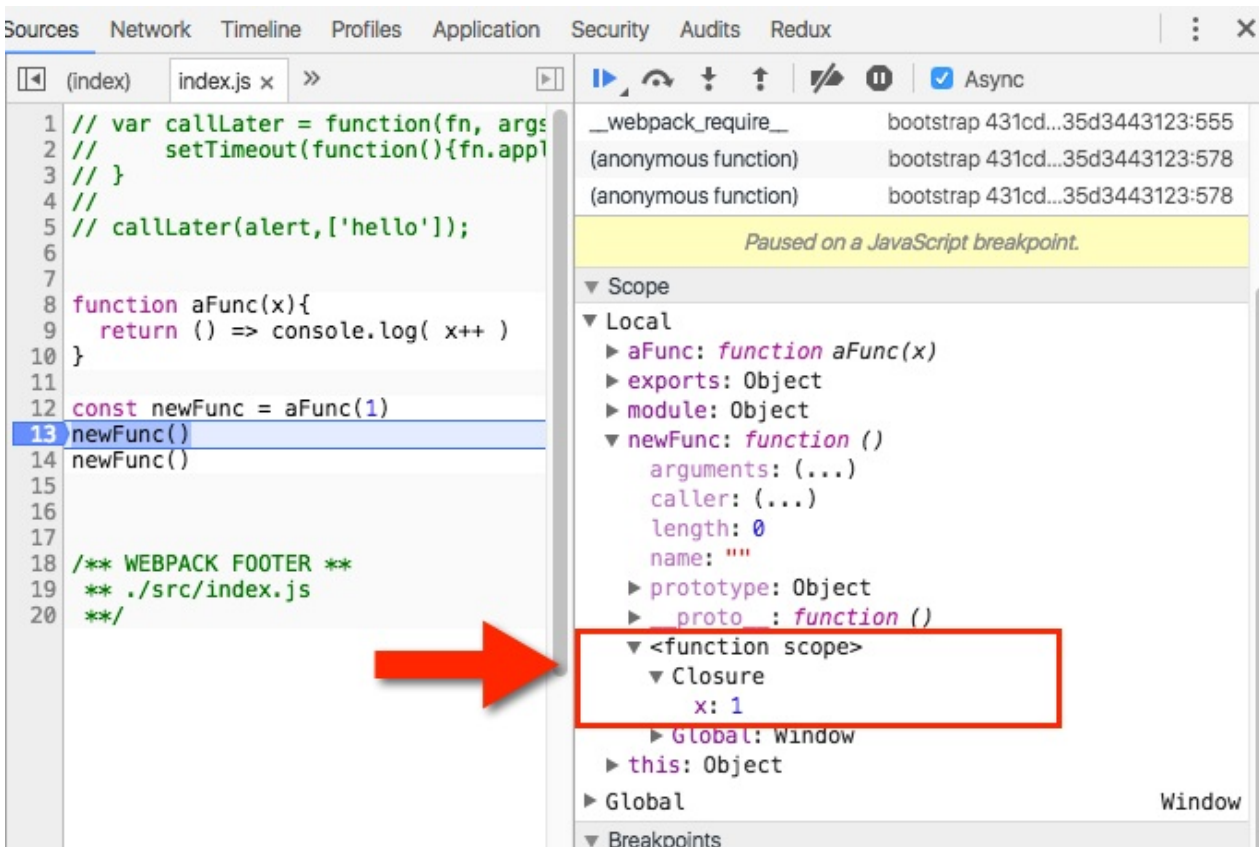 Sources Network Timeline Profiles Application Security Audits Redux
(index) index.js × »
1 // var callLater = function(fn, args
2 //     setTimeout(function(){fn.appl
3 // }
4 //
5 // callLater(alert,['hello']);
6
7
8 function aFunc(x){
9   return () => console.log( x++ )
10 }
11
12 const newFunc = aFunc(1)
13 newFunc()
14 newFunc()
15
16
17
18 /** WEBPACK FOOTER **
19  ** ./src/index.js
20  **/
Async
__webpack_require__ bootstrap 431cd...35d3443123:555
(anonymous function) bootstrap 431cd...35d3443123:578
(anonymous function) bootstrap 431cd...35d3443123:578
Paused on a JavaScript breakpoint.
Scope
Local
aFunc: function aFunc(x)
exports: Object
module: Object
newFunc: function ()
arguments: (...)
caller: (...)
length: 0
name: ""
prototype: Object
__proto__: function ()
<function scope>
Closure
x: 1
Global: Window
this: Object
Global Window
Breakpoints